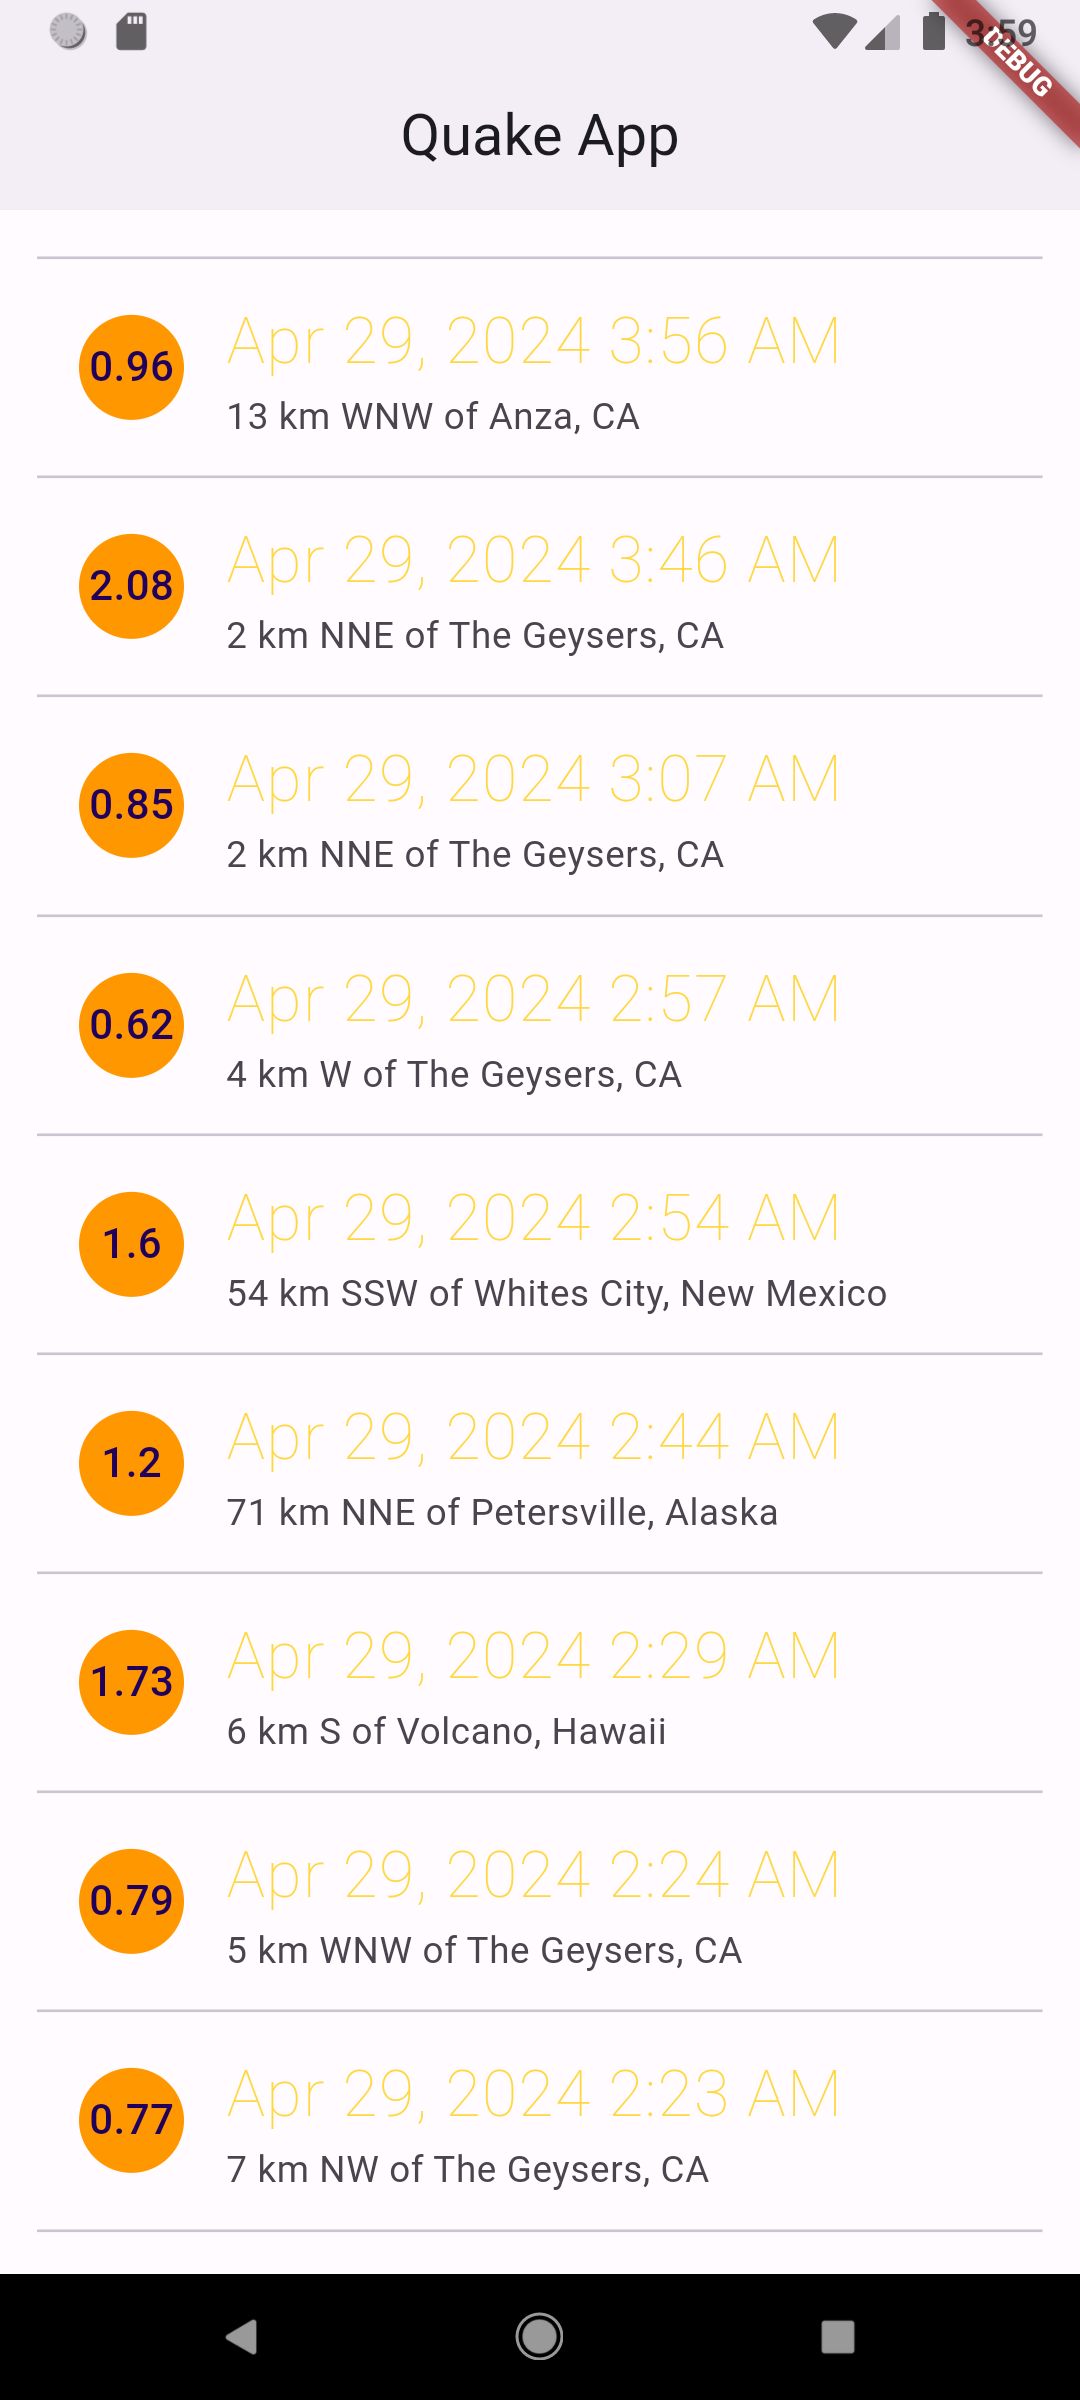 3:59
DEBUG
Quake App
0.96
Apr 29, 2024 3:56 AM
13 km WNW of Anza, CA
2.08
Apr 29, 2024 3:46 AM
2 km NNE of The Geysers, CA
0.85
Apr 29, 2024 3:07 AM
2 km NNE of The Geysers, CA
0.62
Apr 29, 2024 2:57 AM
4 km W of The Geysers, CA
1.6
Apr 29, 2024 2:54 AM
54 km SSW of Whites City, New Mexico
1.2
Apr 29, 2024 2:44 AM
71 km NNE of Petersville, Alaska
1.73
Apr 29, 2024 2:29 AM
6 km S of Volcano, Hawaii
0.79
Apr 29, 2024 2:24 AM
5 km WNW of The Geysers, CA
0.77
Apr 29, 2024 2:23 AM
7 km NW of The Geysers, CA